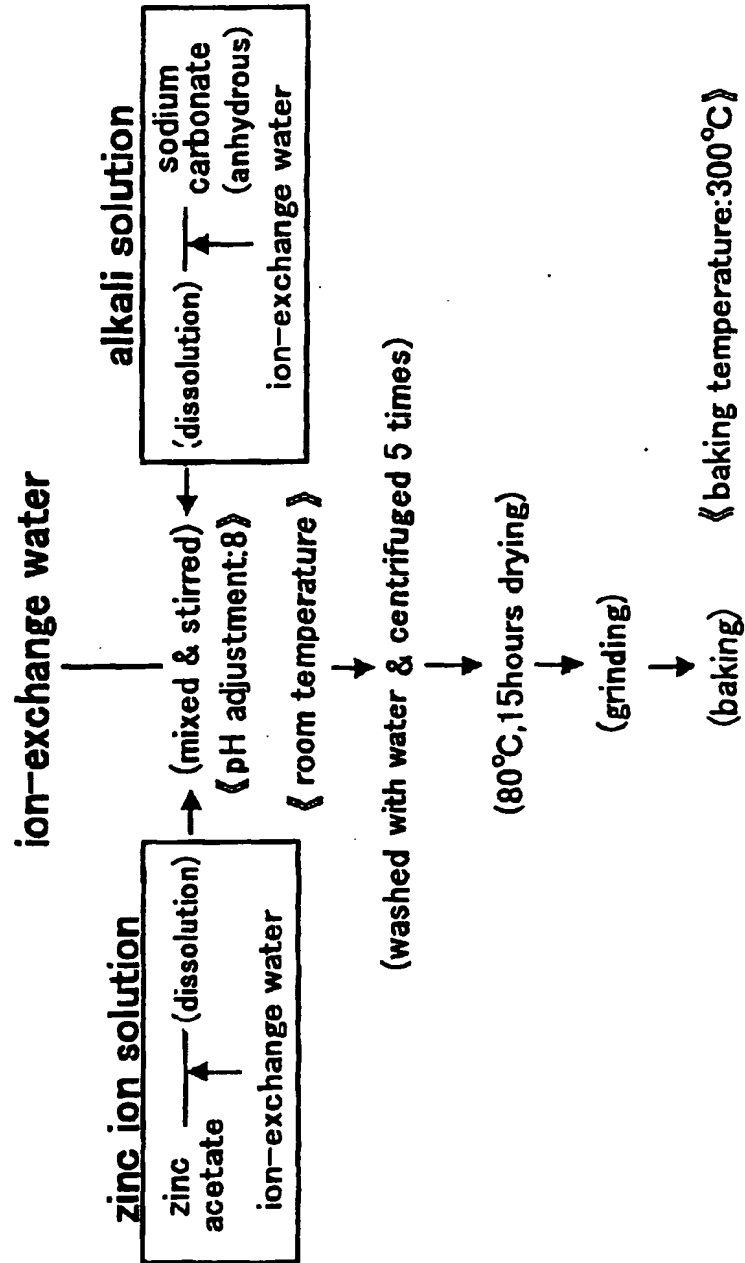 ion-exchange water
zinc ion solution
zinc
acetate
(dissolution)
ion-exchange water
alkali solution
(dissolution)
sodium
carbonate
(anhydrous)
ion-exchange water
(mixed & stirred)
《pH adjustment:8》
《room temperature》
(washed with water & centrifuged 5 times)
(80°C,15hours drying)
(grinding)
(baking)
《baking temperature:300°C》